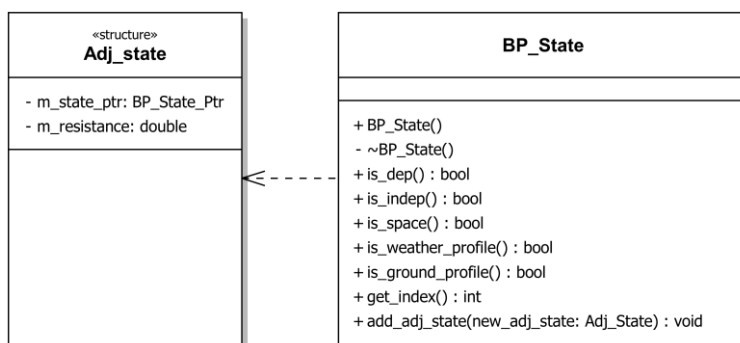 «structure»
Adj_state
- m_state_ptr: BP_State_Ptr
- m_resistance: double
BP_State
+ BP_State()
- ~BP_State()
+ is_dep() : bool
+ is_indep() : bool
+ is_space() : bool
+ is_weather_profile() : bool
+ is_ground_profile() : bool
+ get_index() : int
+ add_adj_state(new_adj_state: Adj_State) : void